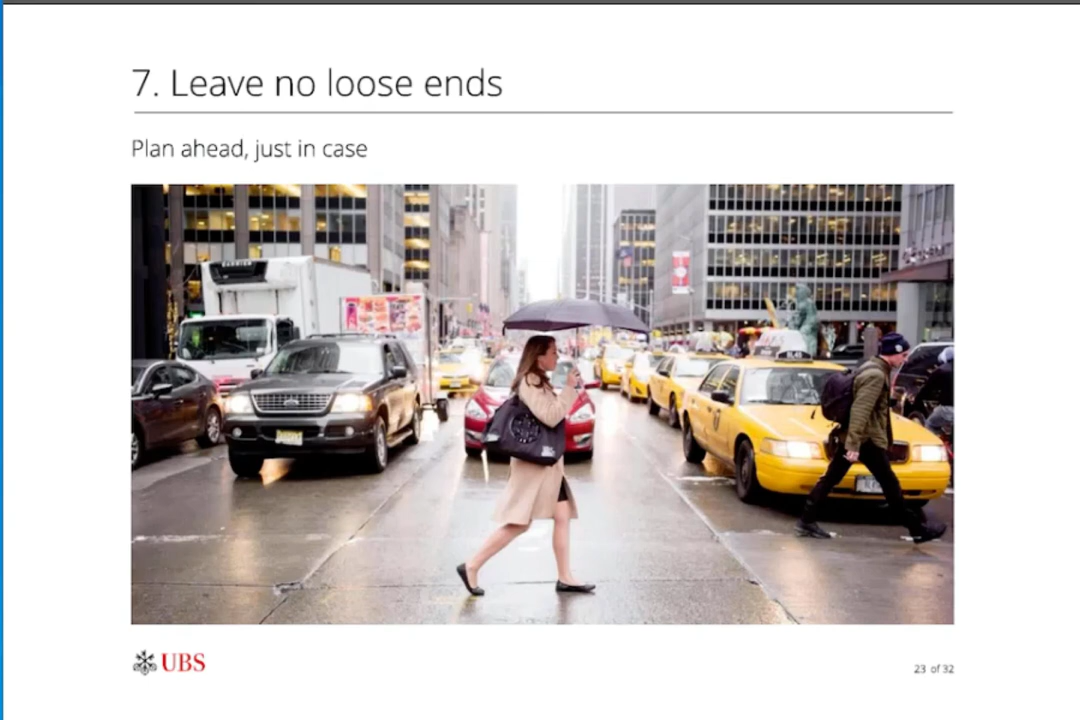 7. Leave no loose ends
Plan ahead, just in case
UBS
23 of 32